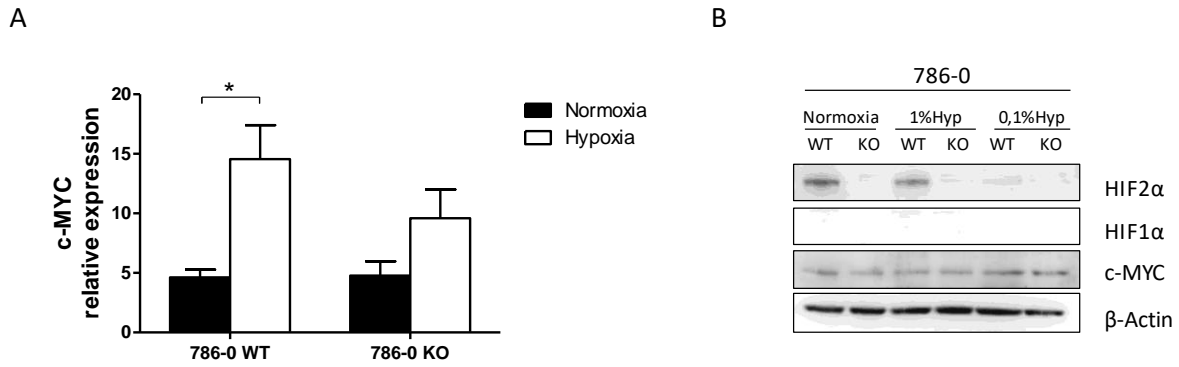 A
20
15
10
5
0
c-MYC
relative expression
*
Normoxia
Hypoxia
786-0 WT
786-0 KO
B
786-0
Normoxia 1%Hyp 0,1%Hyp
WT KO WT KO WT KO
HIF2α
HIF1α
c-MYC
β-Actin